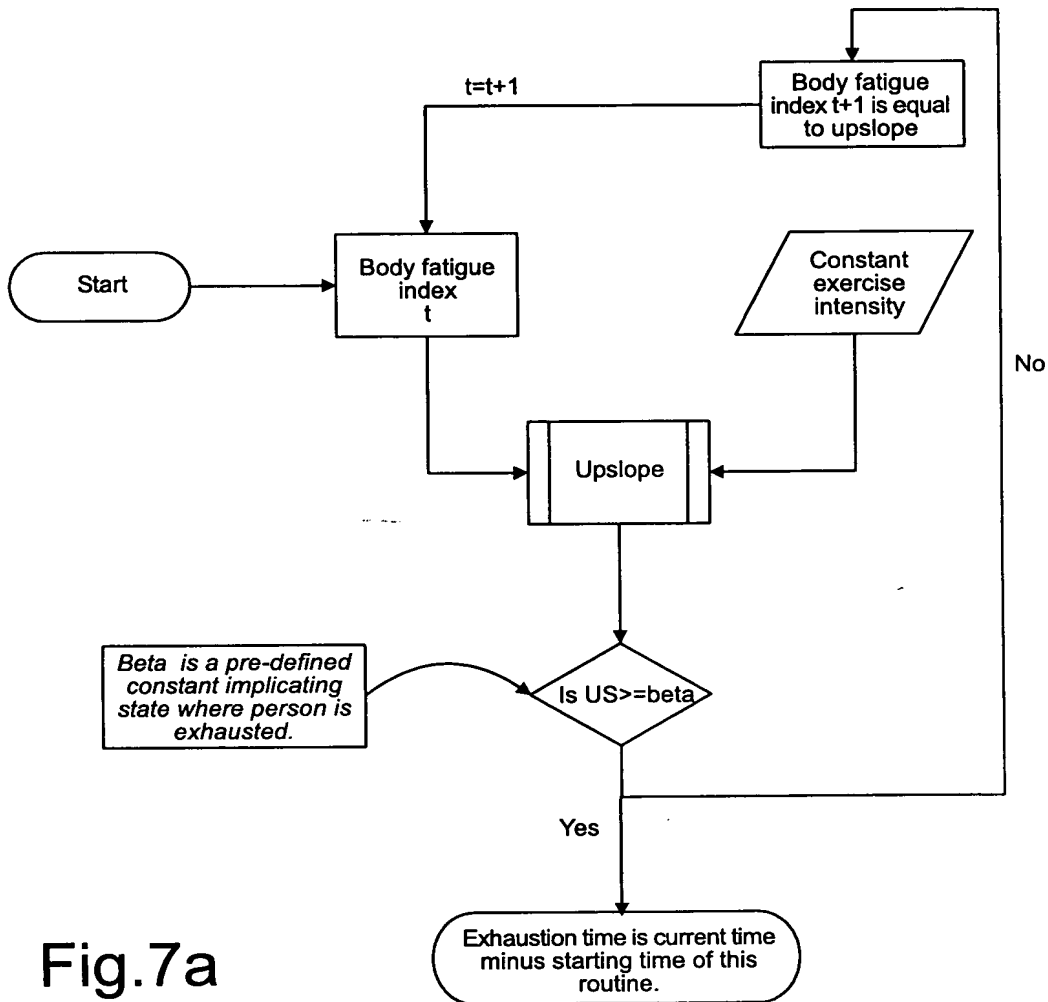 Body fatigue
index t+1 is equal
to upslope
t=t+1
Start
Body fatigue
index
t
Constant
exercise
intensity
No
Upslope
Beta is a pre-defined
constant implicating
state where person is
exhausted.
Is US>=beta
Yes
Exhaustion time is current time
minus starting time of this
routine.
Fig.7a